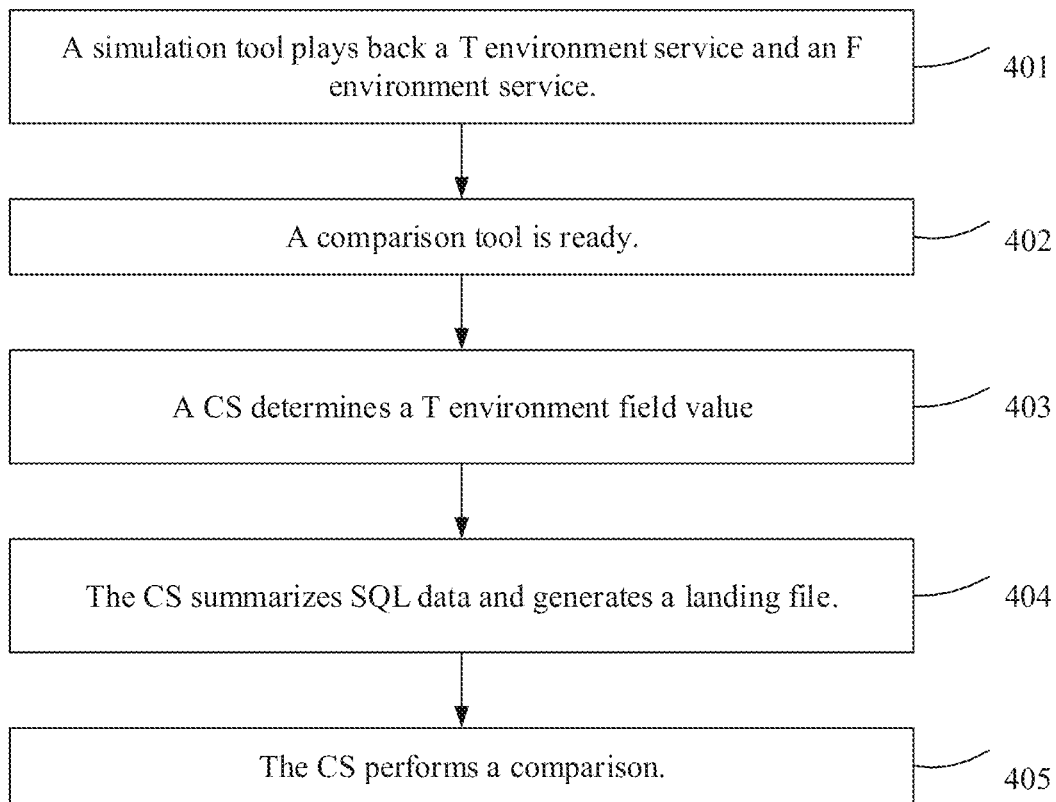 A simulation tool plays back a T environment service and an F
environment service.
401
A comparison tool is ready.
402
A CS determines a T environment field value
403
The CS summarizes SQL data and generates a landing file.
404
The CS performs a comparison.
405